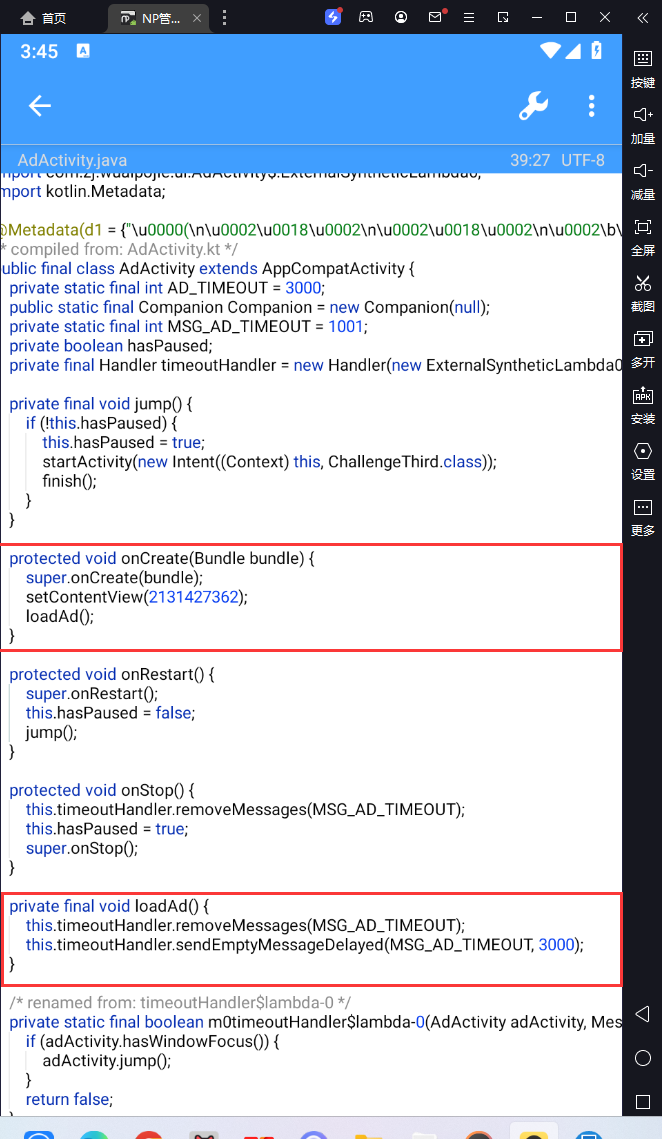 首页
NP管...
3:45
A
AdActivity.java
39:27 UTF-8
mport com.zj.wuaipojie.ui.AdActivity$.ExternalSyntheticLambda0;
mport kotlin.Metadata;
@Metadata(d1 = {"\u0000(\n\u0002\u0018\u0002\n\u0002\u0018\u0002\n\u0002\b\
* compiled from: AdActivity.kt */
ublic final class AdActivity extends AppCompatActivity {
private static final int AD_TIMEOUT = 3000;
public static final Companion Companion = new Companion(null);
private static final int MSG_AD_TIMEOUT = 1001;
private boolean hasPaused;
private final Handler timeoutHandler = new Handler(new ExternalSyntheticLambda0
private final void jump() {
if (!this.hasPaused) {
this.hasPaused = true;
startActivity(new Intent((Context) this, ChallengeThird.class));
finish();
}
}
protected void onCreate(Bundle bundle) {
super.onCreate(bundle);
setContentView(2131427362);
loadAd();
}
protected void onRestart() {
super.onRestart();
this.hasPaused = false;
jump();
}
protected void onStop() {
this.timeoutHandler.removeMessages(MSG_AD_TIMEOUT);
this.hasPaused = true;
super.onStop();
}
private final void loadAd() {
this.timeoutHandler.removeMessages(MSG_AD_TIMEOUT);
this.timeoutHandler.sendEmptyMessageDelayed(MSG_AD_TIMEOUT, 3000);
}
/* renamed from: timeoutHandler$lambda-0 */
private static final boolean m0timeoutHandler$lambda-0(AdActivity adActivity, Mes
if (adActivity.hasWindowFocus()) {
adActivity.jump();
}
return false;
按键
加量
减量
全屏
截图
多开
APK
安装
设置
更多